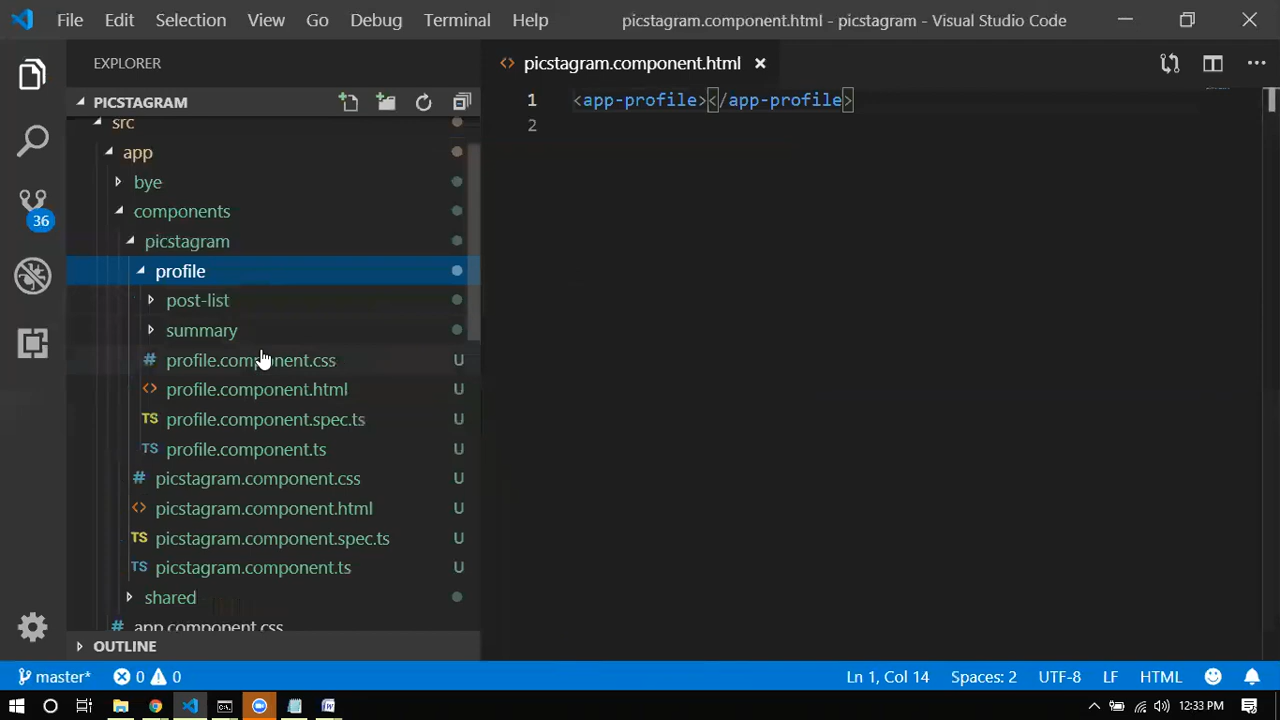 File Edit Selection View Go Debug Terminal Help picstagram.component.html - picstagram - Visual Studio Code
EXPLORER
picstagram.component.html
PICSTAGRAM
src
app
bye
components
36
picstagram
profile
post-list
summary
# profile.component.css U
<> profile.component.html U
TS profile.component.spec.ts U
TS profile.component.ts U
# picstagram.component.css U
<> picstagram.component.html U
TS picstagram.component.spec.ts U
TS picstagram.component.ts U
shared
# app.component.css
OUTLINE
1 <app-profile></app-profile>
2
master* 0 0 Ln 1, Col 14 Spaces: 2 UTF-8 LF HTML
12:33 PM